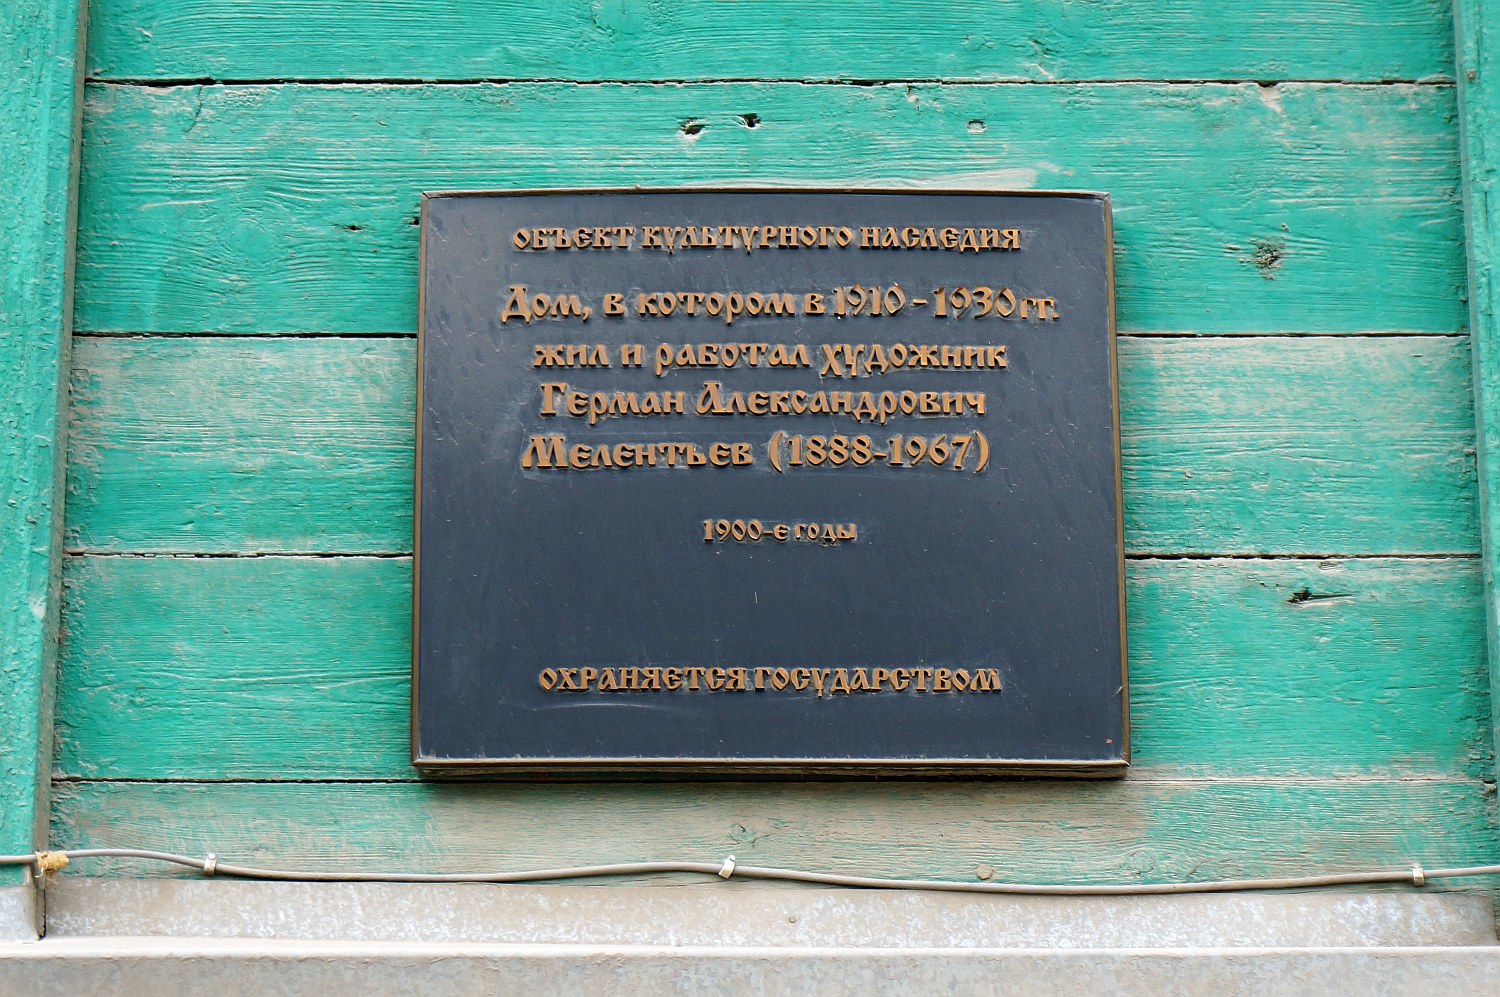 ОБЪЕКТ КУЛЬТУРНОГО НАСЛЕДИЯ
Дом, в котором в 1910 - 1930 гг.
жил и работал художник
Герман Александрович
Мелентьев (1888-1967)
1900-е годы
ОХРАНЯЕТСЯ ГОСУДАРСТВОМ